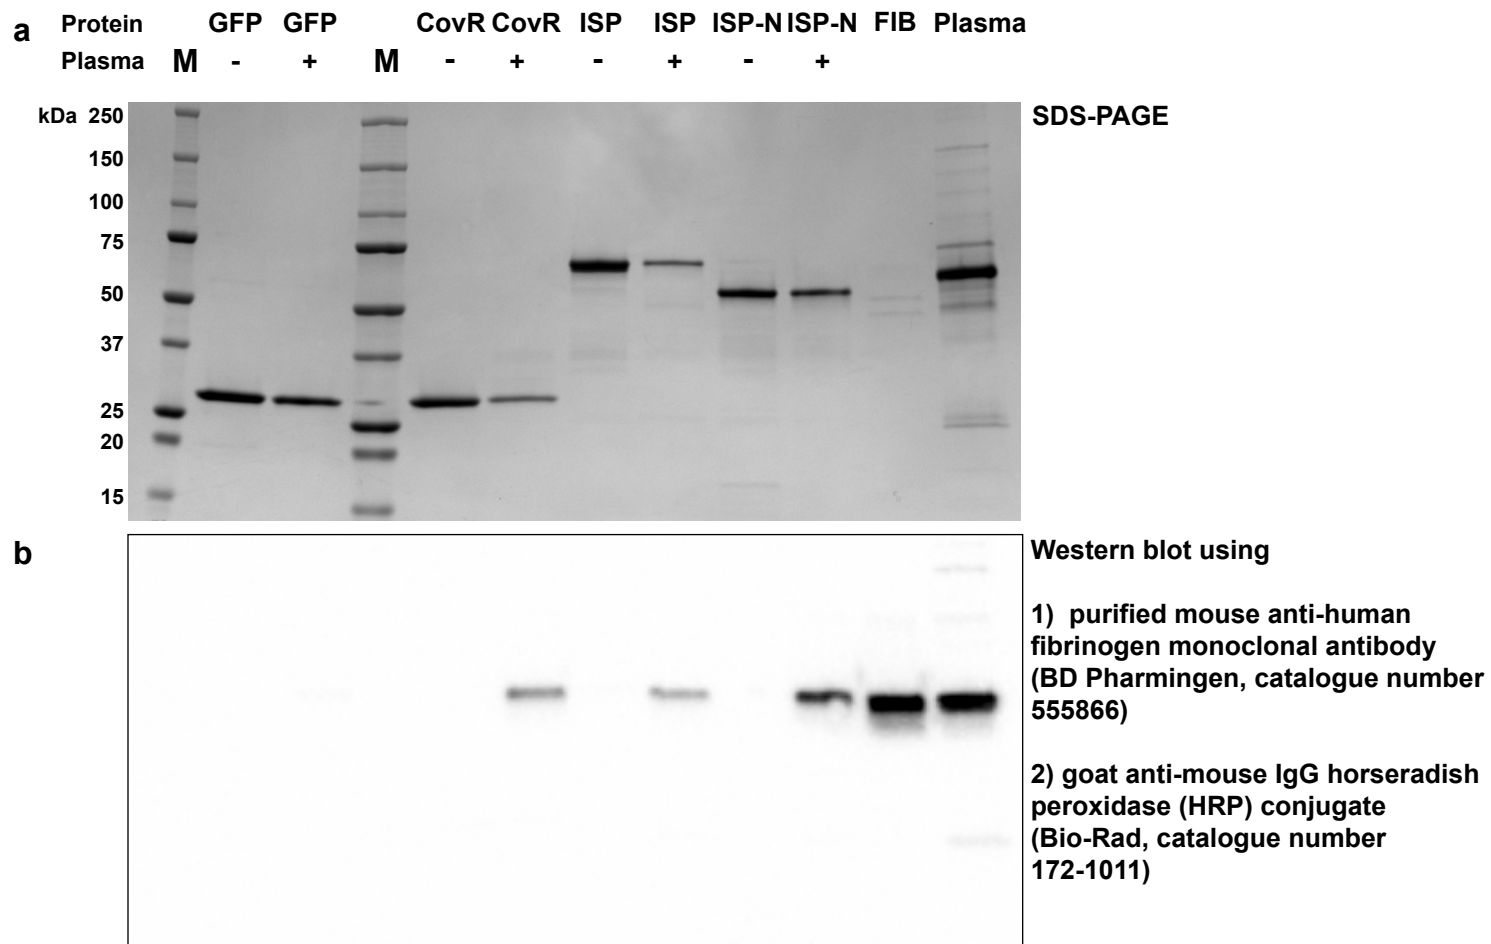 a
Protein GFP GFP CovR CovR ISP ISP ISP-N ISP-N FIB Plasma
Plasma M - + M - + - + - +
kDa 250
150
100
75
50
37
25
20
15
SDS-PAGE
b
Western blot using
1) purified mouse anti-human
fibrinogen monoclonal antibody
(BD Pharmingen, catalogue number
555866)
2) goat anti-mouse IgG horseradish
peroxidase (HRP) conjugate
(Bio-Rad, catalogue number
172-1011)